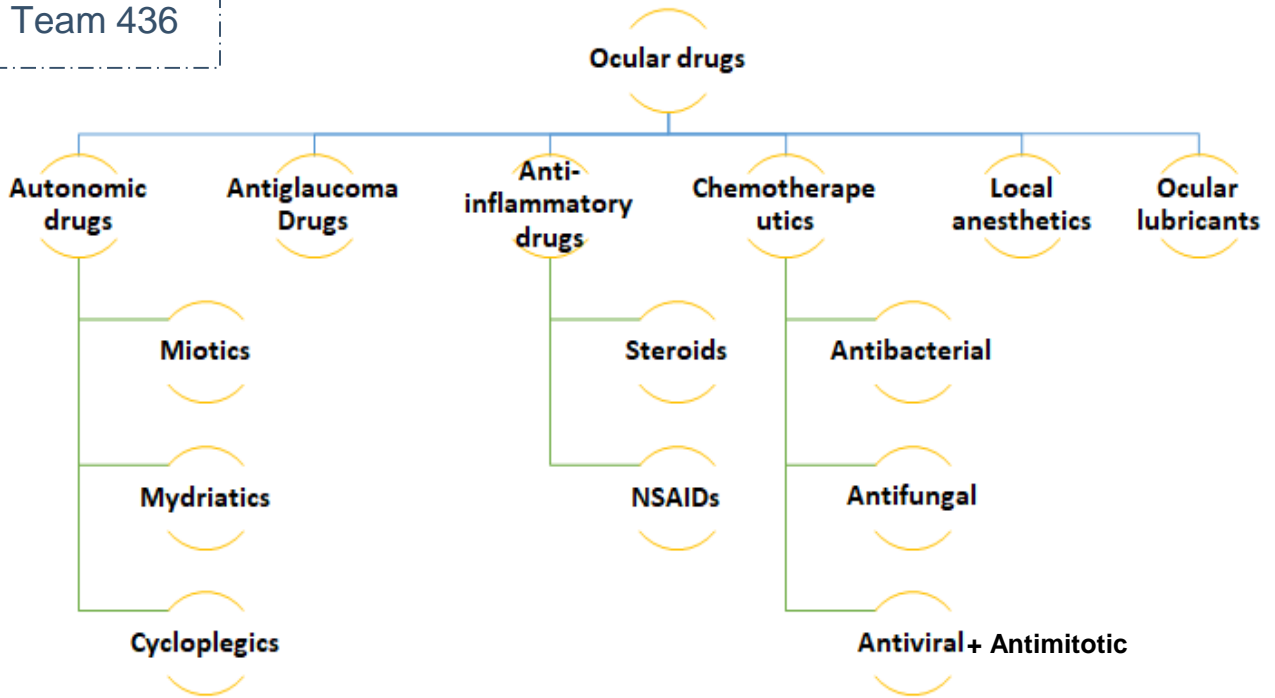 Team 436
Ocular drugs
Autonomic
drugs
Antiglaucoma
Drugs
Anti-
inflammatory
drugs
Chemotherape
utics
Local
anesthetics
Ocular
lubricants
Miotics
Mydriatics
Cycloplegics
Steroids
NSAIDs
Antibacterial
Antifungal
Antiviral+ Antimitotic